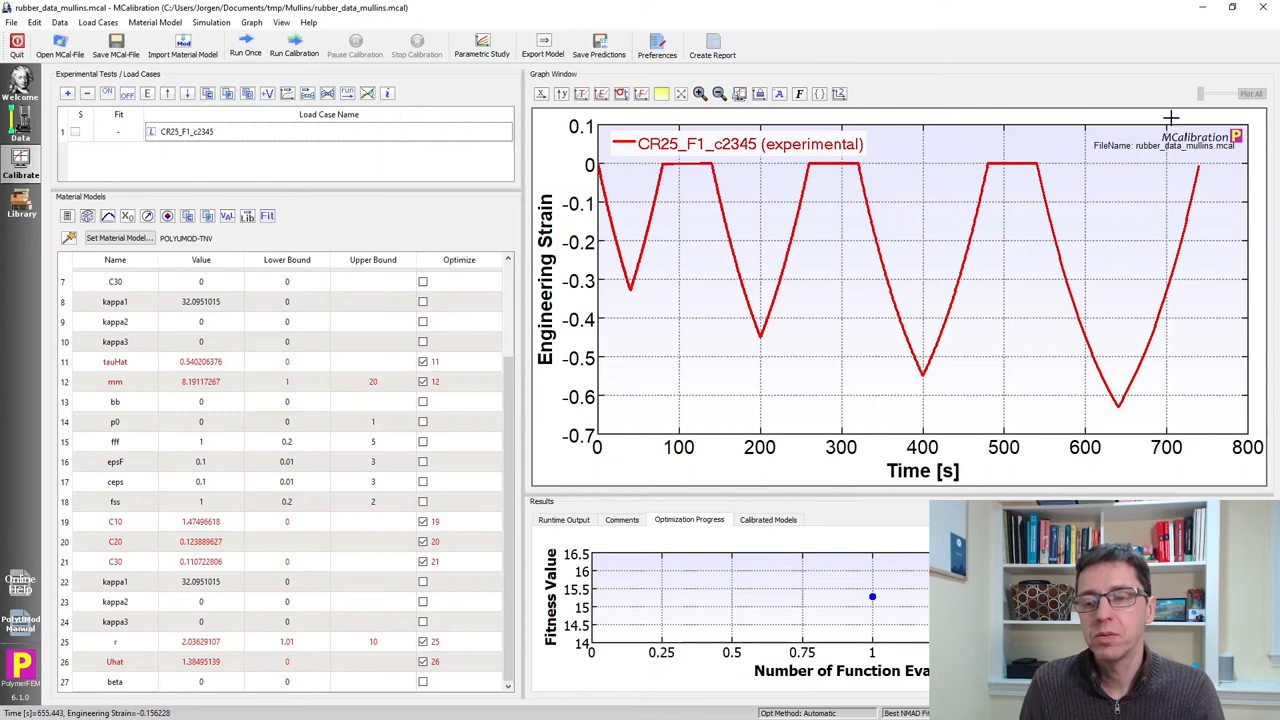 rubber_data_mullins.mcal - MCalibration (C:/Users/Jorgen/Documents/tmp/Mullins/rubber_data_mullins.mcal)
File Edit Data Load Cases Material Model Simulation Graph View Help
Quit Open MCal-File Save MCal-File Import Material Model Run Once Run Calibration Pause Calibration Stop Calibration Parametric Study Export Model Save Predictions Preferences Create Report
Welcome
Data
Calibrate
Library
Online Help
PolyUMod Manual
PolymerFEM
6.1.0
Experimental Tests / Load Cases
S Fit Load Case Name
1 - L CR25_F1_c2345
Material Models
Set Material Model... POLYUMOD-TNV
Name Value Lower Bound Upper Bound Optimize
7 C30 0 0
8 kappa1 32.0951015 0
9 kappa2 0 0
10 kappa3 0 0
11 tauHat 0.540206376 0 11
12 mm 8.19117267 1 20 12
13 bb 0 0
14 p0 0 0 1
15 fff 1 0.2 5
16 epsF 0.1 0.01 3
17 ceps 0.1 0.01 3
18 fss 1 0.2 2
19 C10 1.47496618 0 19
20 C20 0.123889627 20
21 C30 0.110722806 0 21
22 kappa1 32.0951015 0
23 kappa2 0 0
24 kappa3 0 0
25 r 2.03629107 1.01 10 25
26 Uhat 1.38495139 0 26
27 beta 0 0
Graph Window
Plot All
CR25_F1_c2345 (experimental)
MCalibration P
FileName: rubber_data_mullins.mcal
Engineering Strain
0.1
0
-0.1
-0.2
-0.3
-0.4
-0.5
-0.6
-0.7
0 100 200 300 400 500 600 700 800
Time [s]
Results
Runtime Output Comments Optimization Progress Calibrated Models
Fitness Value
16.5
16
15.5
15
14.5
14
0 0.25 0.5 0.75 1
Number of Function Eva
Time [s]=655.443, Engineering Strain=-0.156228
Opt Method: Automatic
Best NMAD Fit